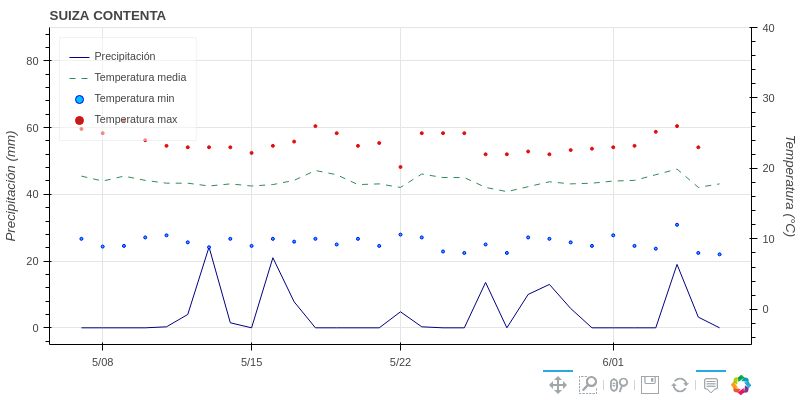 SUIZA CONTENTA
Precipitación
Temperatura media
Temperatura min
Temperatura max
Precipitación (mm)
80
60
40
20
0
Temperatura (°C)
40
30
20
10
0
5/08
5/15
5/22
6/01